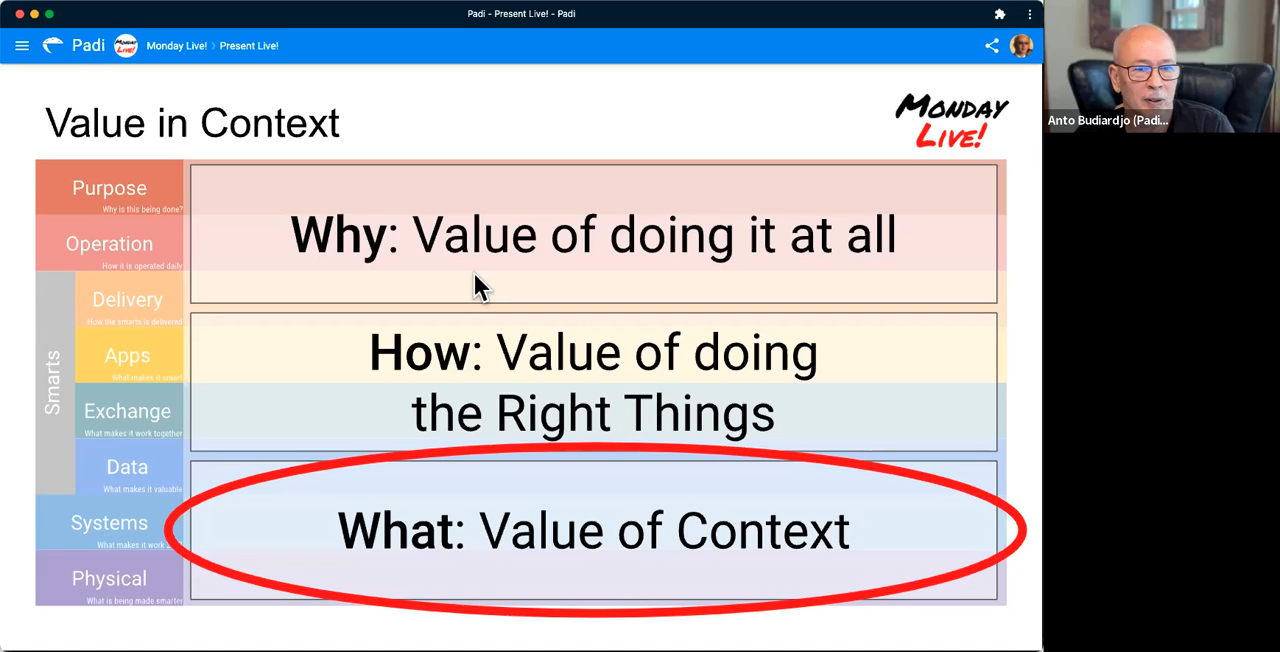 Padi - Present Live! - Padi
Padi
Monday Live!
Monday Live! > Present Live!
Value in Context
Monday
Live!
Purpose
Why is this being done?
Operation
How it is operated daily
Smarts
Delivery
How the smarts is delivered
Apps
What makes it smart
Exchange
What makes it work together
Data
What makes it valuable
Systems
What makes it work
Physical
What is being made smarter
Why: Value of doing it at all
How: Value of doing
the Right Things
What: Value of Context
Anto Budiardjo (Padi...